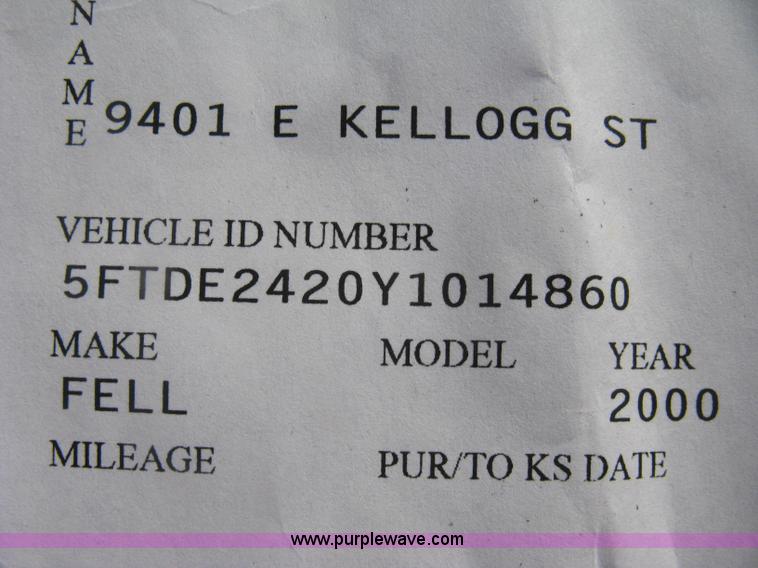 NAME
9401 E KELLOGG ST
VEHICLE ID NUMBER
5FTDE2420Y1014860
MAKE MODEL YEAR
FELL 2000
MILEAGE PUR/TO KS DATE
www.purplewave.com